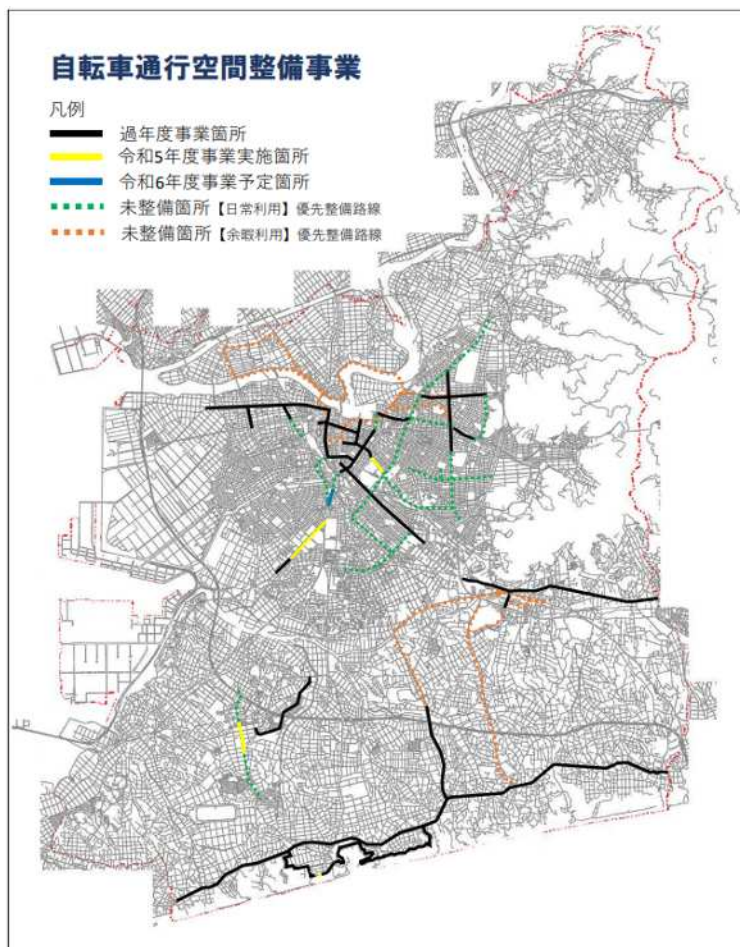 自転車通行空間整備事業
凡例
過年度事業箇所
令和5年度事業実施箇所
令和6年度事業予定箇所
未整備箇所【日常利用】優先整備路線
未整備箇所【余暇利用】優先整備路線